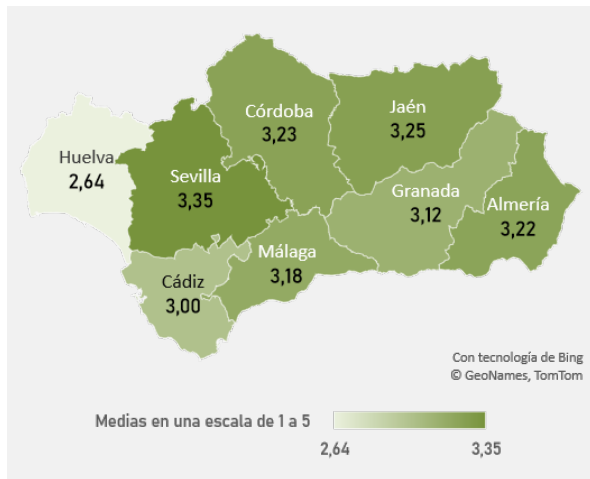 Córdoba
3,23
Jaén
3,25
Huelva
2,64
Sevilla
3,35
Granada
3,12
Almería
3,22
Málaga
3,18
Cádiz
3,00
Con tecnología de Bing
© GeoNames, TomTom
Medias en una escala de 1 a 5
2,64
3,35